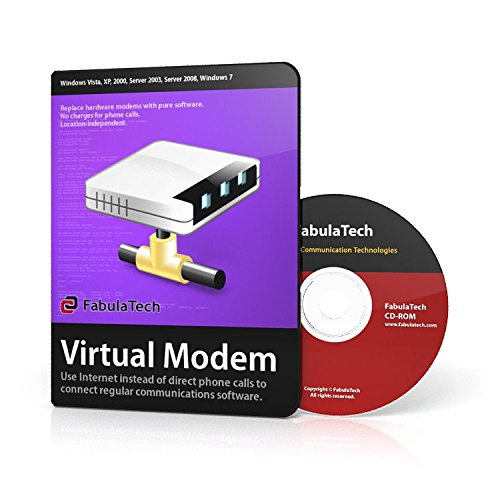 Windows Vista, XP, 2000, Server 2003, Server 2008, Windows 7
Replace hardware modems with pure software.
No charges for phone calls.
Location-independent.
FabulaTech
Virtual Modem
Use Internet instead of direct phone calls to
connect regular communications software.
FabulaTech
Communication Technologies
FabulaTech
CD-ROM
www.fabulatech.com
Copyright © FabulaTech
All rights reserved.